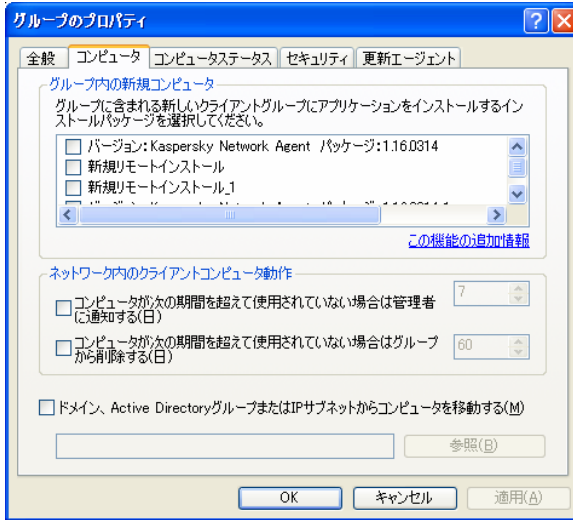 グループのプロパティ
全般 コンピュータ コンピュータステータス セキュリティ 更新エージェント
グループ内の新規コンピュータ
グループに含まれる新しいクライアントグループにアプリケーションをインストールするイン
ストールパッケージを選択してください。
バージョン:Kaspersky Network Agent パッケージ:1.16.0314
新規リモートインストール
新規リモートインストール_1
この機能の追加情報
ネットワーク内のクライアントコンピュータ動作
コンピュータが次の期間を超えて使用されていない場合は管理者 7
に通知する(日)
コンピュータが次の期間を超えて使用されていない場合はグループ 60
から削除する(日)
ドメイン、Active DirectoryグループまたはIPサブネットからコンピュータを移動する(M)
参照(B)
OK キャンセル 適用(A)